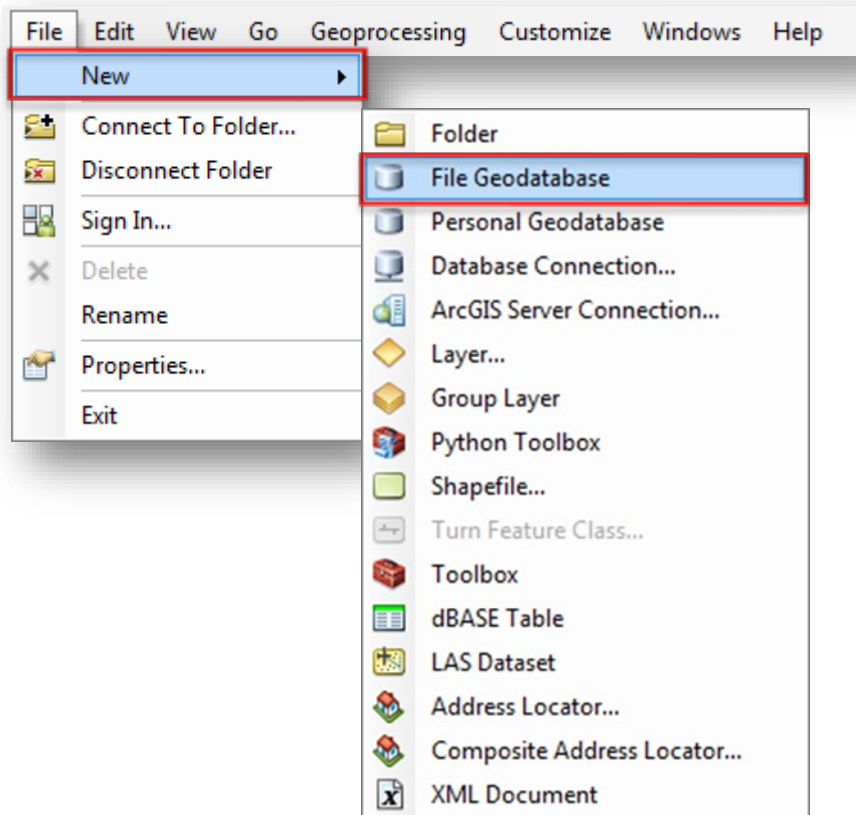 File Edit View Go Geoprocessing Customize Windows Help
New
Connect To Folder...
Disconnect Folder
Sign In...
Delete
Rename
Properties...
Exit
Folder
File Geodatabase
Personal Geodatabase
Database Connection...
ArcGIS Server Connection...
Layer...
Group Layer
Python Toolbox
Shapefile...
Turn Feature Class...
Toolbox
dBASE Table
LAS Dataset
Address Locator...
Composite Address Locator...
XML Document